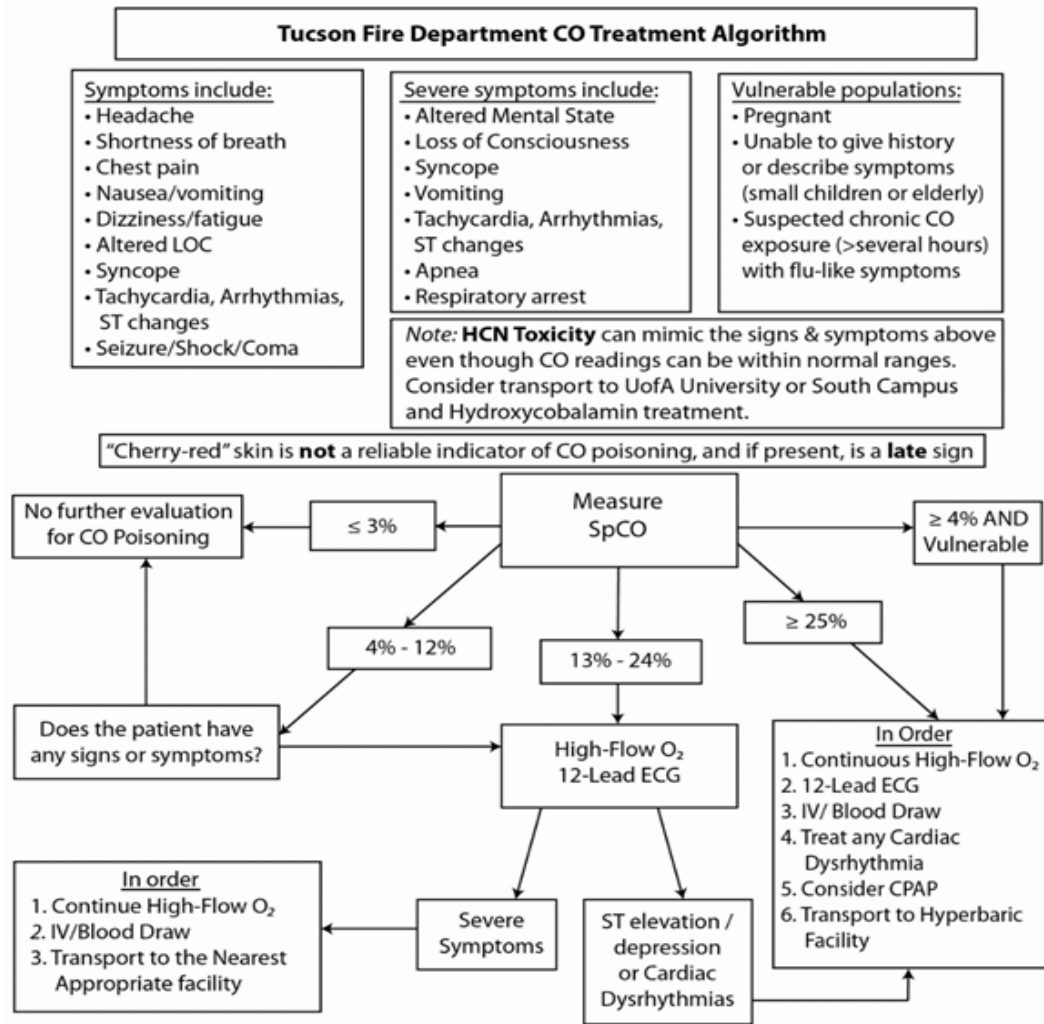 Tucson Fire Department CO Treatment Algorithm
Symptoms include:
• Headache
• Shortness of breath
• Chest pain
• Nausea/vomiting
• Dizziness/fatigue
• Altered LOC
• Syncope
• Tachycardia, Arrhythmias,
ST changes
• Seizure/Shock/Coma
Severe symptoms include:
• Altered Mental State
• Loss of Consciousness
• Syncope
• Vomiting
• Tachycardia, Arrhythmias,
ST changes
• Apnea
• Respiratory arrest
Vulnerable populations:
• Pregnant
• Unable to give history
or describe symptoms
(small children or elderly)
• Suspected chronic CO
exposure (>several hours)
with flu-like symptoms
Note: HCN Toxicity can mimic the signs & symptoms above
even though CO readings can be within normal ranges.
Consider transport to UofA University or South Campus
and Hydroxycobalamin treatment.
"Cherry-red" skin is not a reliable indicator of CO poisoning, and if present, is a late sign
No further evaluation
for CO Poisoning
≤ 3%
Measure
SpCO
≥ 4% AND
Vulnerable
4% - 12%
13% - 24%
≥ 25%
Does the patient have
any signs or symptoms?
High-Flow O₂
12-Lead ECG
In Order
1. Continuous High-Flow O₂
2. 12-Lead ECG
3. IV/ Blood Draw
4. Treat any Cardiac
Dysrhythmia
5. Consider CPAP
6. Transport to Hyperbaric
Facility
In order
1. Continue High-Flow O₂
2. IV/Blood Draw
3. Transport to the Nearest
Appropriate facility
Severe
Symptoms
ST elevation /
depression
or Cardiac
Dysrhythmias